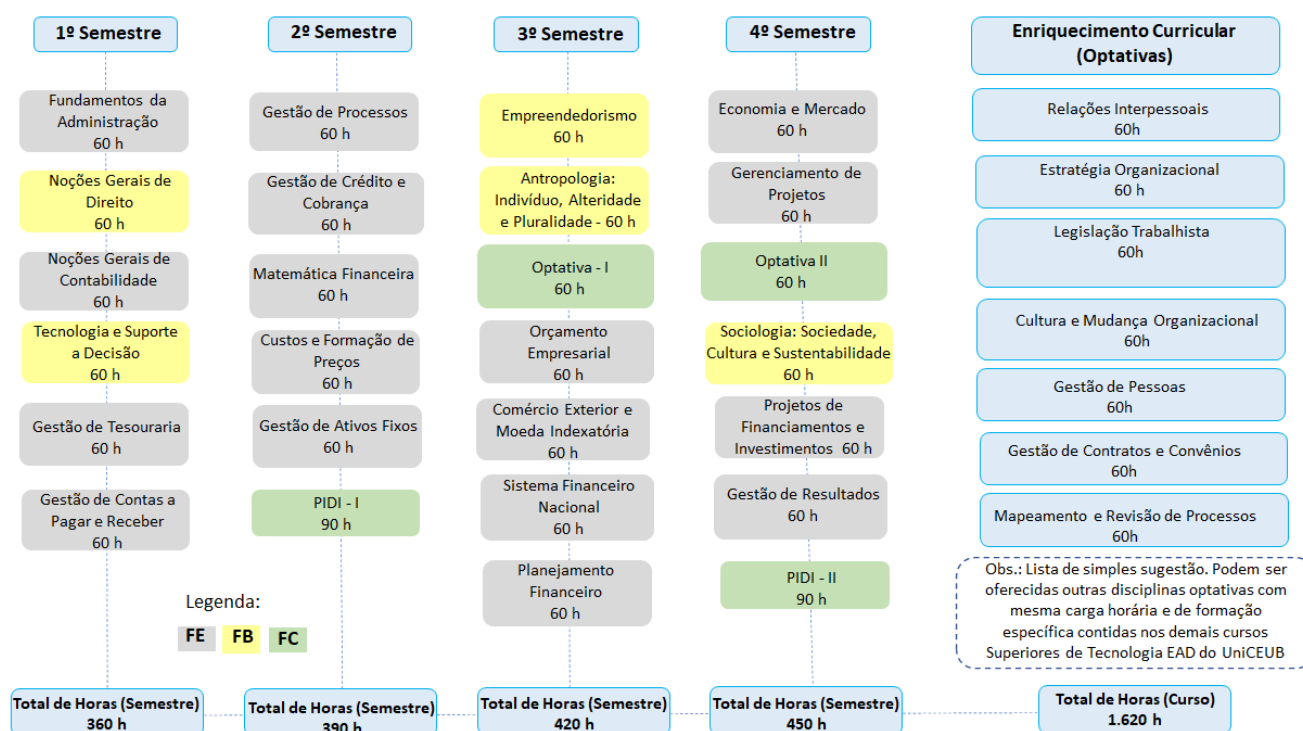 1º Semestre
Fundamentos da
Administração
60 h
Noções Gerais de
Direito
60 h
Noções Gerais de
Contabilidade
60 h
Tecnologia e Suporte
a Decisão
60 h
Gestão de Tesouraria
60 h
Gestão de Contas a
Pagar e Receber
60 h
2º Semestre
Gestão de Processos
60 h
Gestão de Crédito e
Cobrança
60 h
Matemática Financeira
60 h
Custos e Formação de
Preços
60 h
Gestão de Ativos Fixos
60 h
PIDI - I
90 h
3º Semestre
Empreendedorismo
60 h
Antropologia:
Indivíduo, Alteridade
e Pluralidade - 60 h
Optativa - I
60 h
Orçamento
Empresarial
60 h
Comércio Exterior e
Moeda Indexatória
60 h
Sistema Financeiro
Nacional
60 h
Planejamento
Financeiro
60 h
4º Semestre
Economia e Mercado
60 h
Gerenciamento de
Projetos
60 h
Optativa II
60 h
Sociologia: Sociedade,
Cultura e Sustentabilidade
60 h
Projetos de
Financiamentos e
Investimentos 60 h
Gestão de Resultados
60 h
PIDI - II
90 h
Enriquecimento Curricular
(Optativas)
Relações Interpessoais
60h
Estratégia Organizacional
60 h
Legislação Trabalhista
60h
Cultura e Mudança Organizacional
60h
Gestão de Pessoas
60h
Gestão de Contratos e Convênios
60h
Mapeamento e Revisão de Processos
60h
Obs.: Lista de simples sugestão. Podem ser
oferecidas outras disciplinas optativas com
mesma carga horária e de formação
específica contidas nos demais cursos
Superiores de Tecnologia EAD do UniCEUB
Legenda:
FE FB FC
Total de Horas (Semestre)
360 h
Total de Horas (Semestre)
390 h
Total de Horas (Semestre)
420 h
Total de Horas (Semestre)
450 h
Total de Horas (Curso)
1.620 h